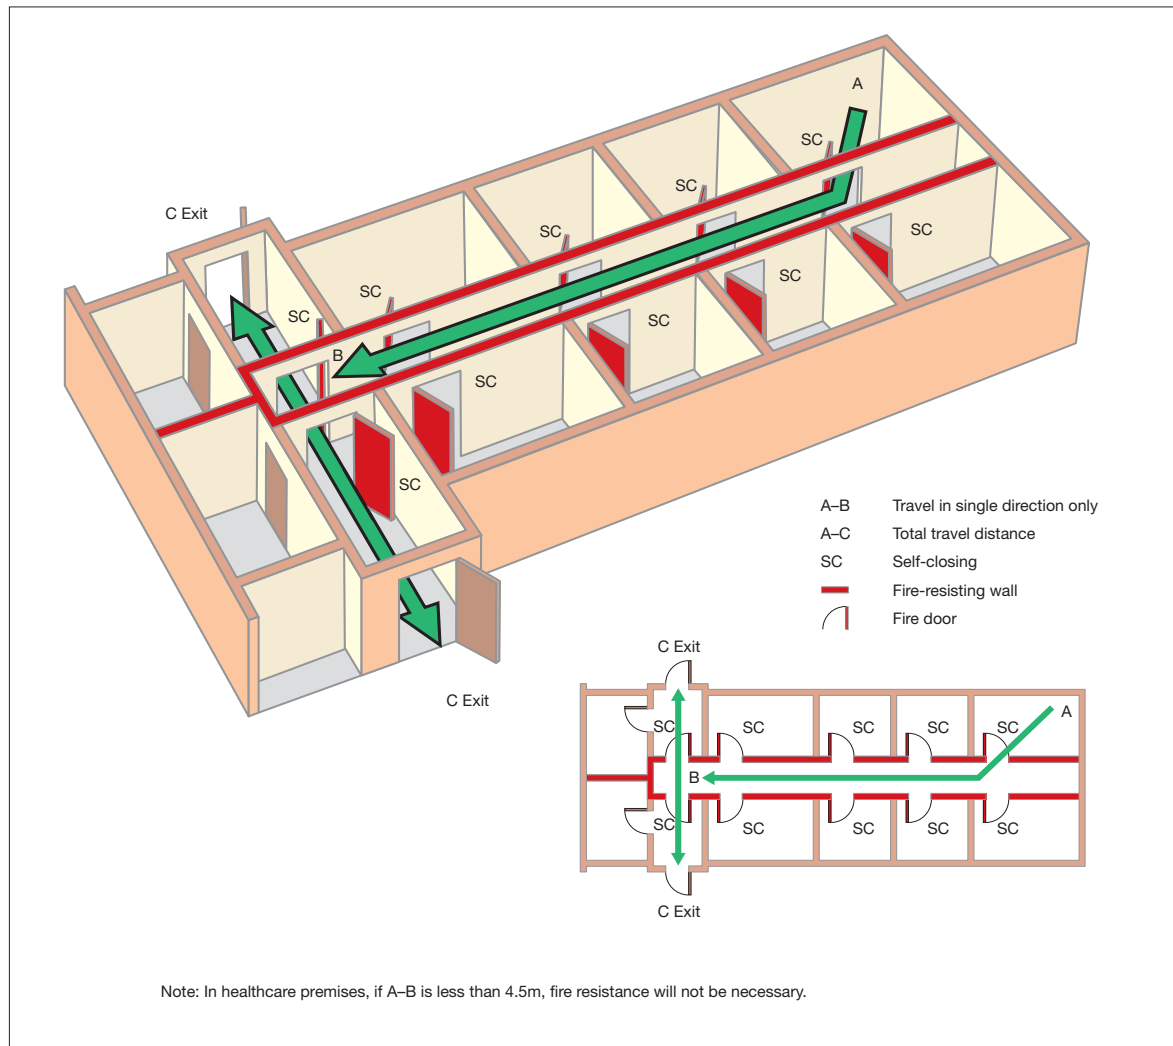 A
SC
SC
C Exit
SC
SC
SC
SC
SC
B
SC
SC
SC
A–B Travel in single direction only
A–C Total travel distance
SC Self-closing
Fire-resisting wall
Fire door
C Exit
C Exit
A
SC SC SC SC SC
B
SC SC SC SC SC
C Exit
Note: In healthcare premises, if A–B is less than 4.5m, fire resistance will not be necessary.